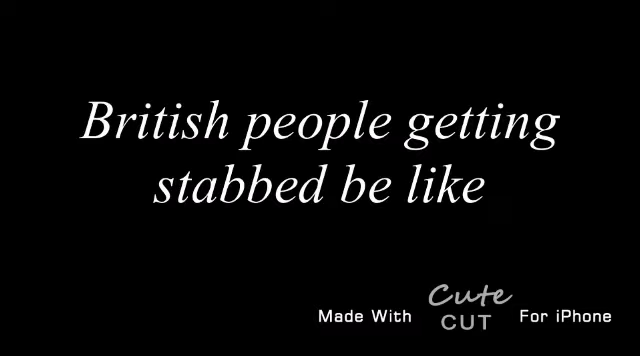 British people getting
stabbed be like
Made With Cute CUT For iPhone